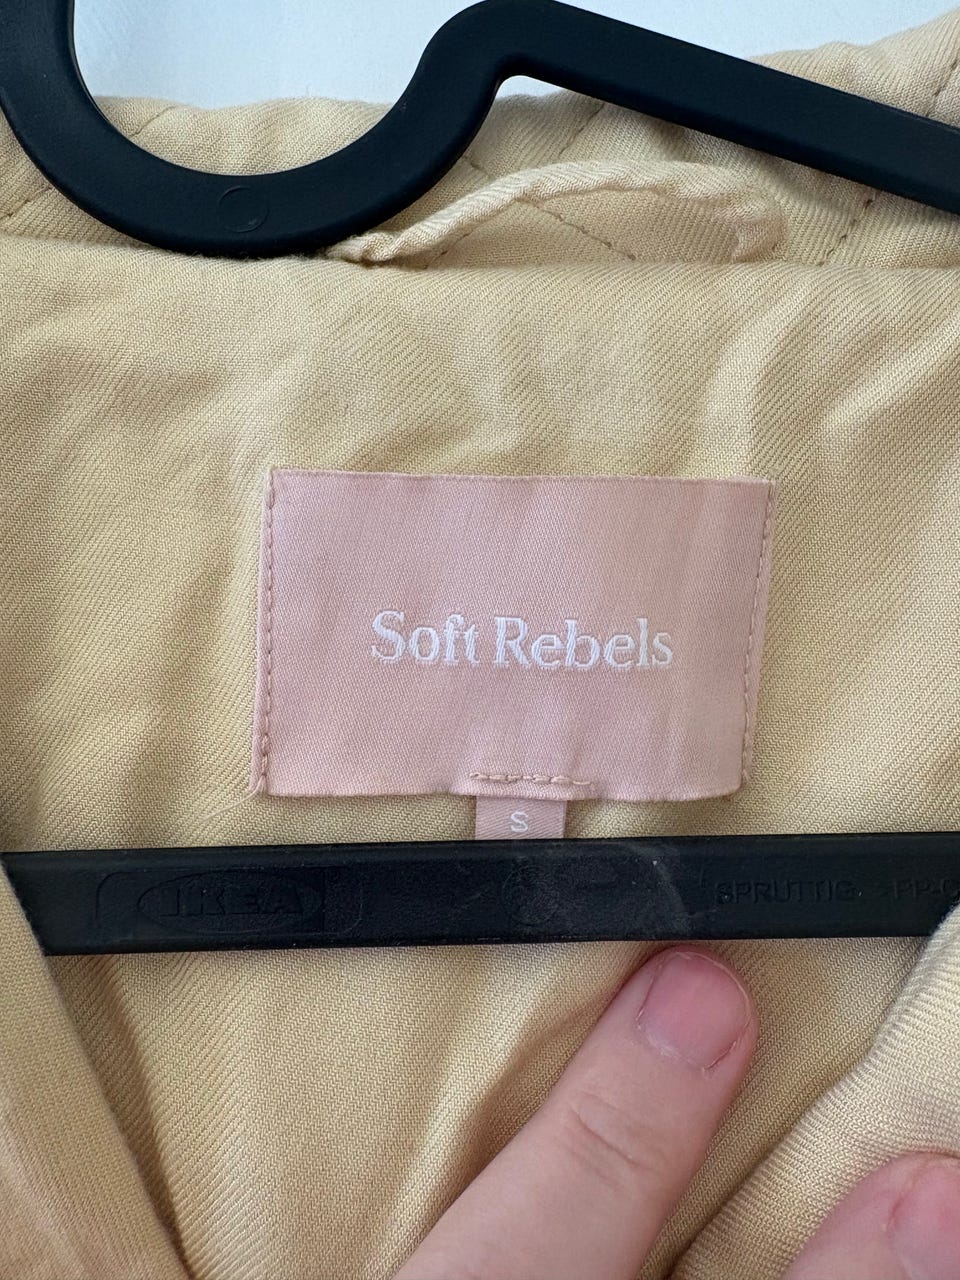 Soft Rebels
S
IKEA
SPRUTTIG